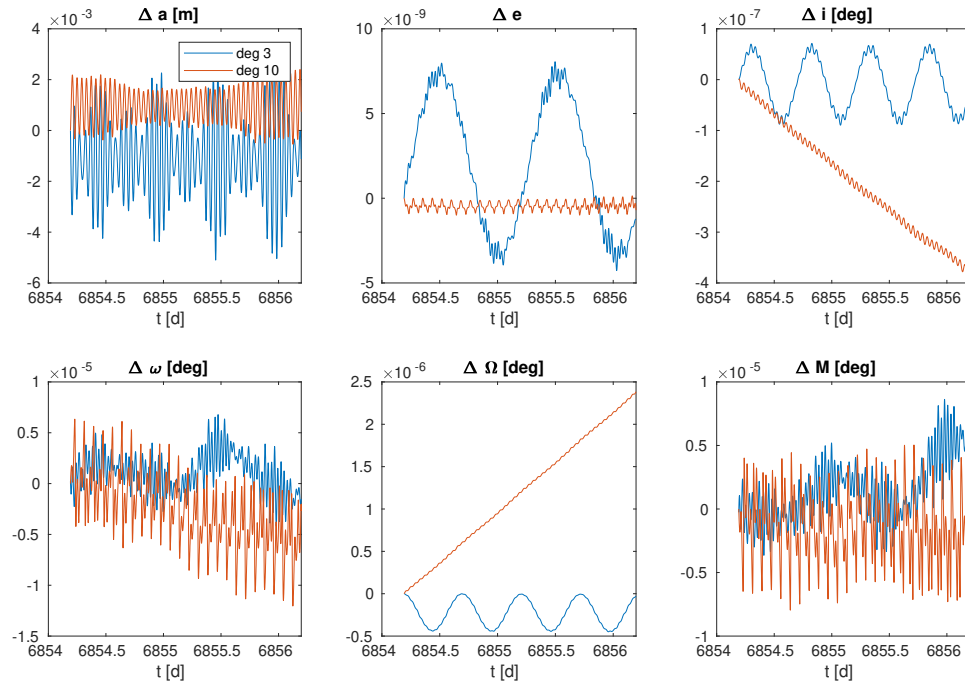 Δ a [m]
×10⁻³
4
2
0
-2
-4
-6
6854 6854.5 6855 6855.5 6856
t [d]
deg 3
deg 10
Δ e
×10⁻⁹
10
5
0
-5
6854 6854.5 6855 6855.5 6856
t [d]
Δ i [deg]
×10⁻⁷
1
0
-1
-2
-3
-4
6854 6854.5 6855 6855.5 6856
t [d]
Δ ω [deg]
×10⁻⁵
1
0.5
0
-0.5
-1
-1.5
6854 6854.5 6855 6855.5 6856
t [d]
Δ Ω [deg]
×10⁻⁶
2.5
2
1.5
1
0.5
0
-0.5
6854 6854.5 6855 6855.5 6856
t [d]
Δ M [deg]
×10⁻⁵
1
0.5
0
-0.5
-1
6854 6854.5 6855 6855.5 6856
t [d]